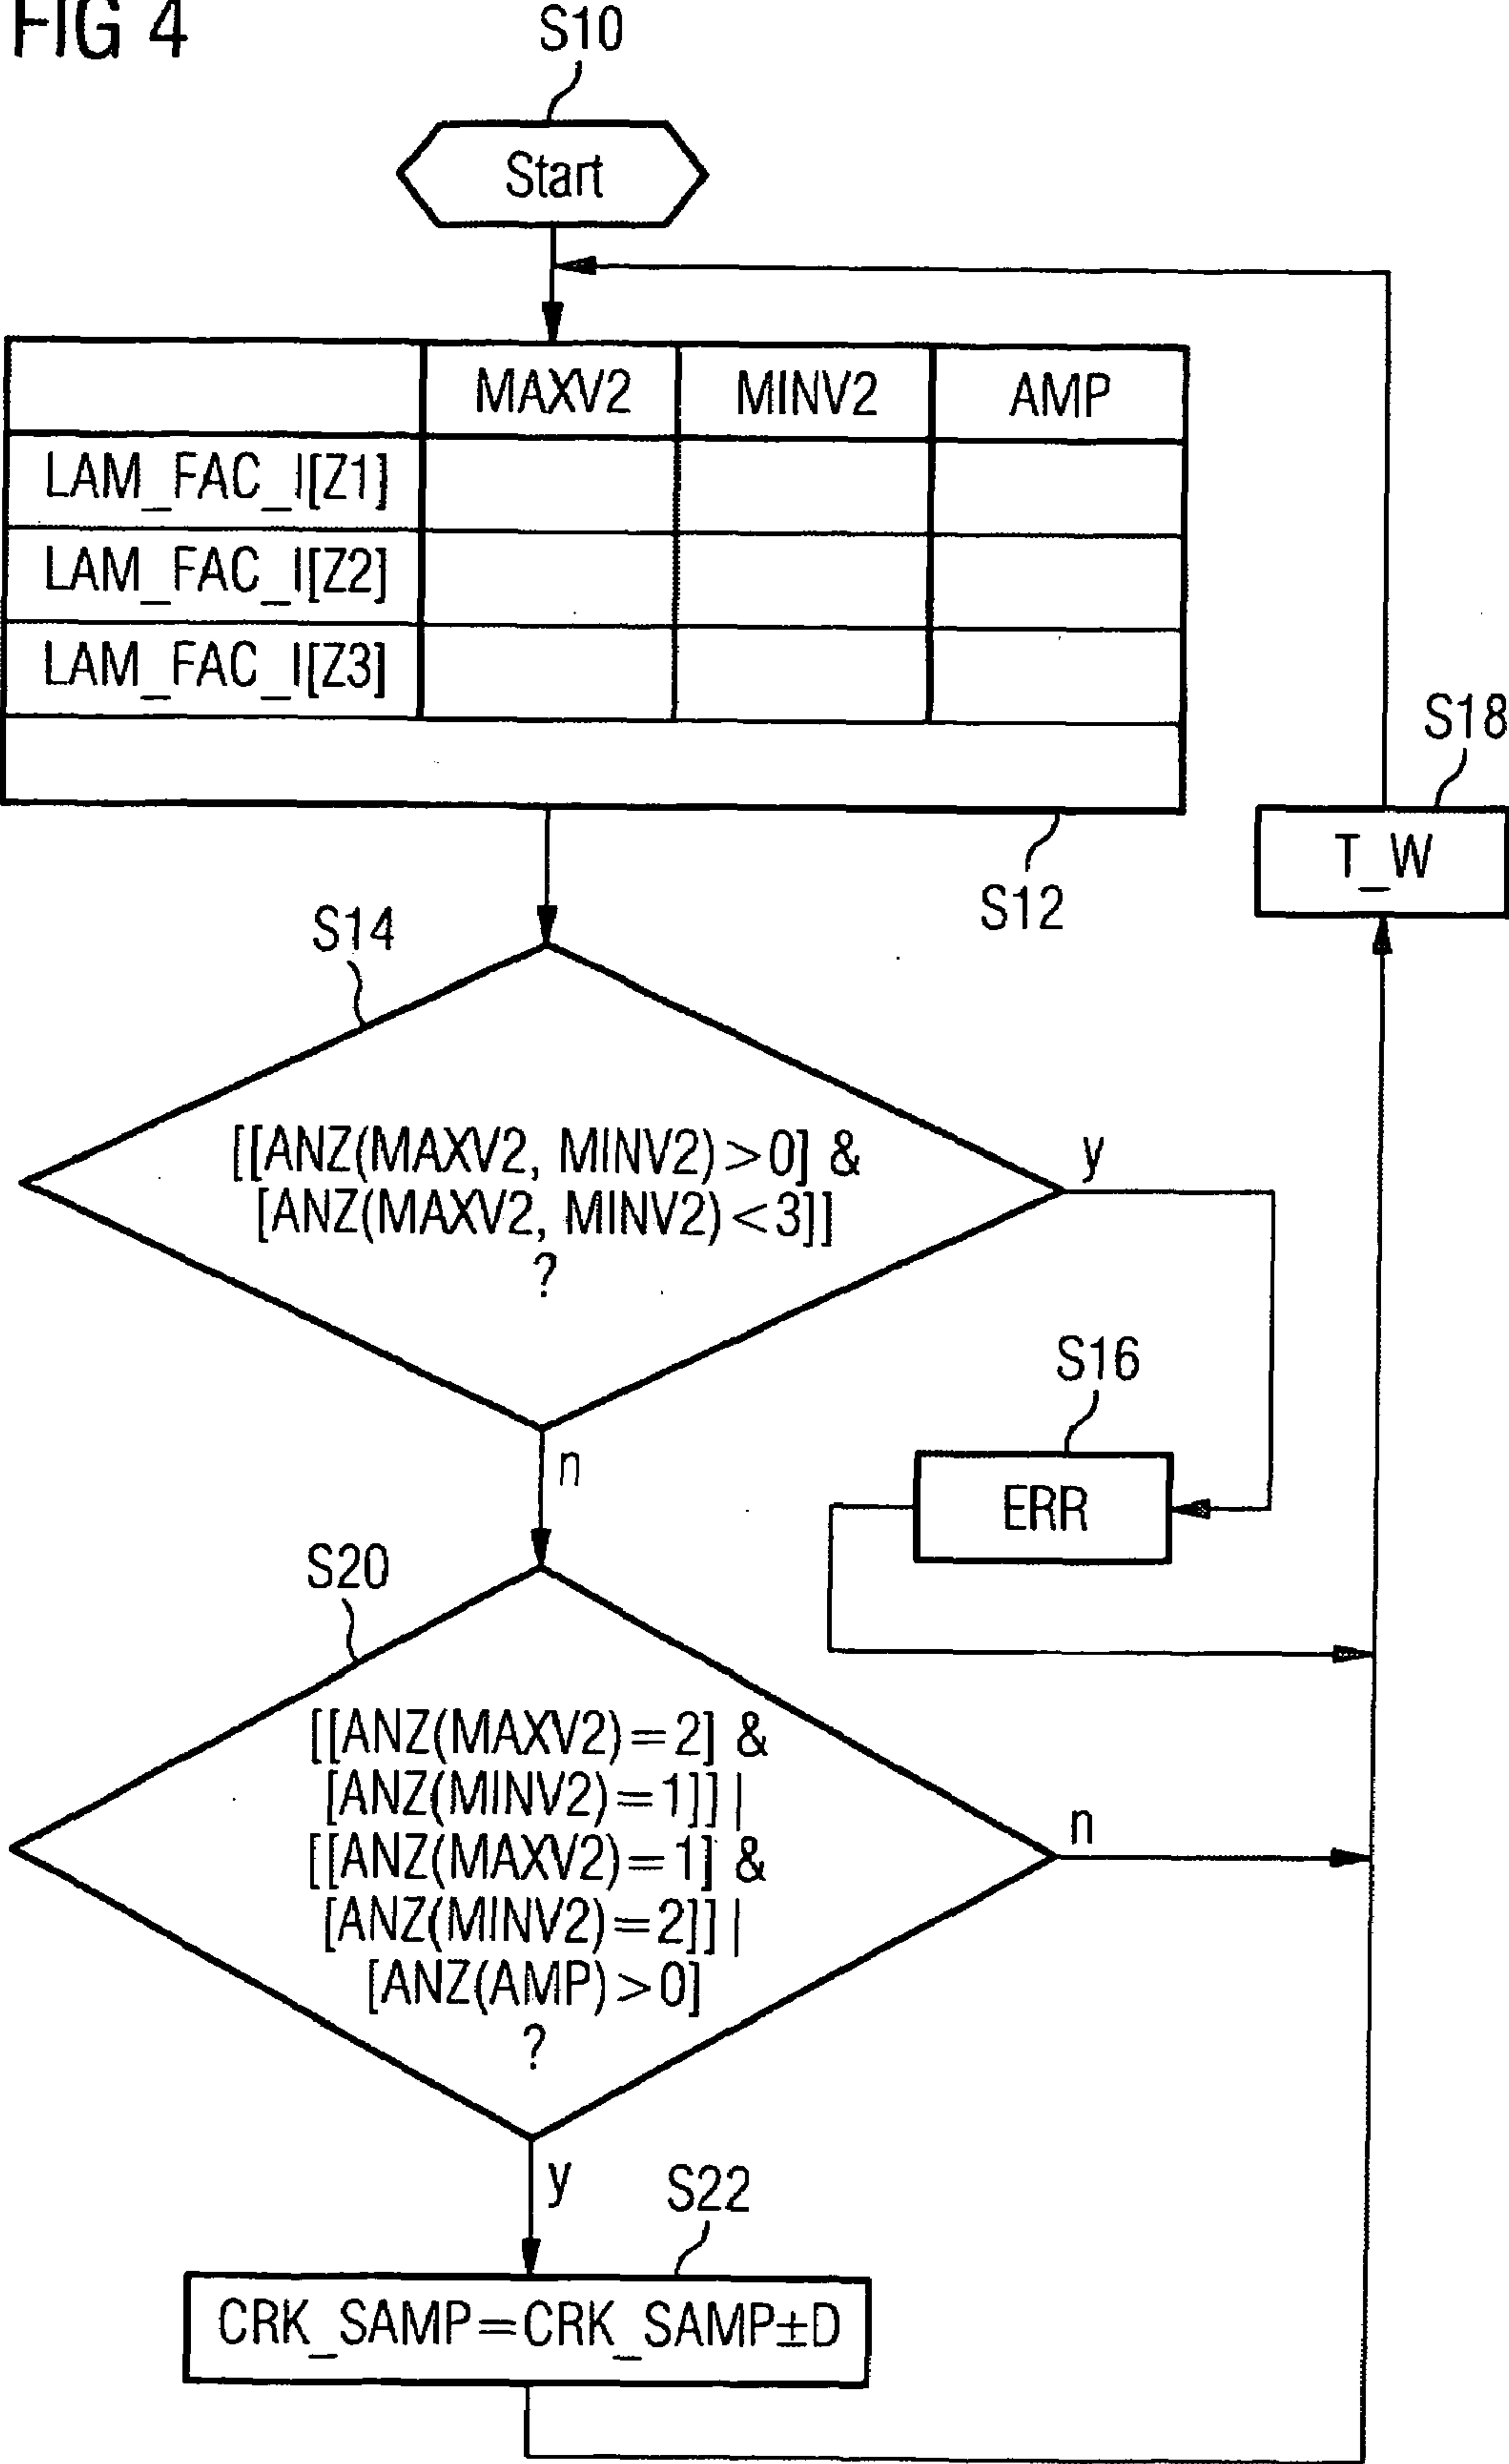 FIG 4
S10
Start
MAXV2 MINV2 AMP
LAM_FAC_I[Z1]
LAM_FAC_I[Z2]
LAM_FAC_I[Z3]
S18
T_W
S12
S14
[[ANZ(MAXV2, MINV2)>0] &
[ANZ(MAXV2, MINV2)<3]]
?
y
n
S16
ERR
S20
[[ANZ(MAXV2)=2] &
[ANZ(MINV2)=1]] |
[[ANZ(MAXV2)=1] &
[ANZ(MINV2)=2]] |
[ANZ(AMP)>0]
?
n
y
S22
CRK_SAMP=CRK_SAMP±D